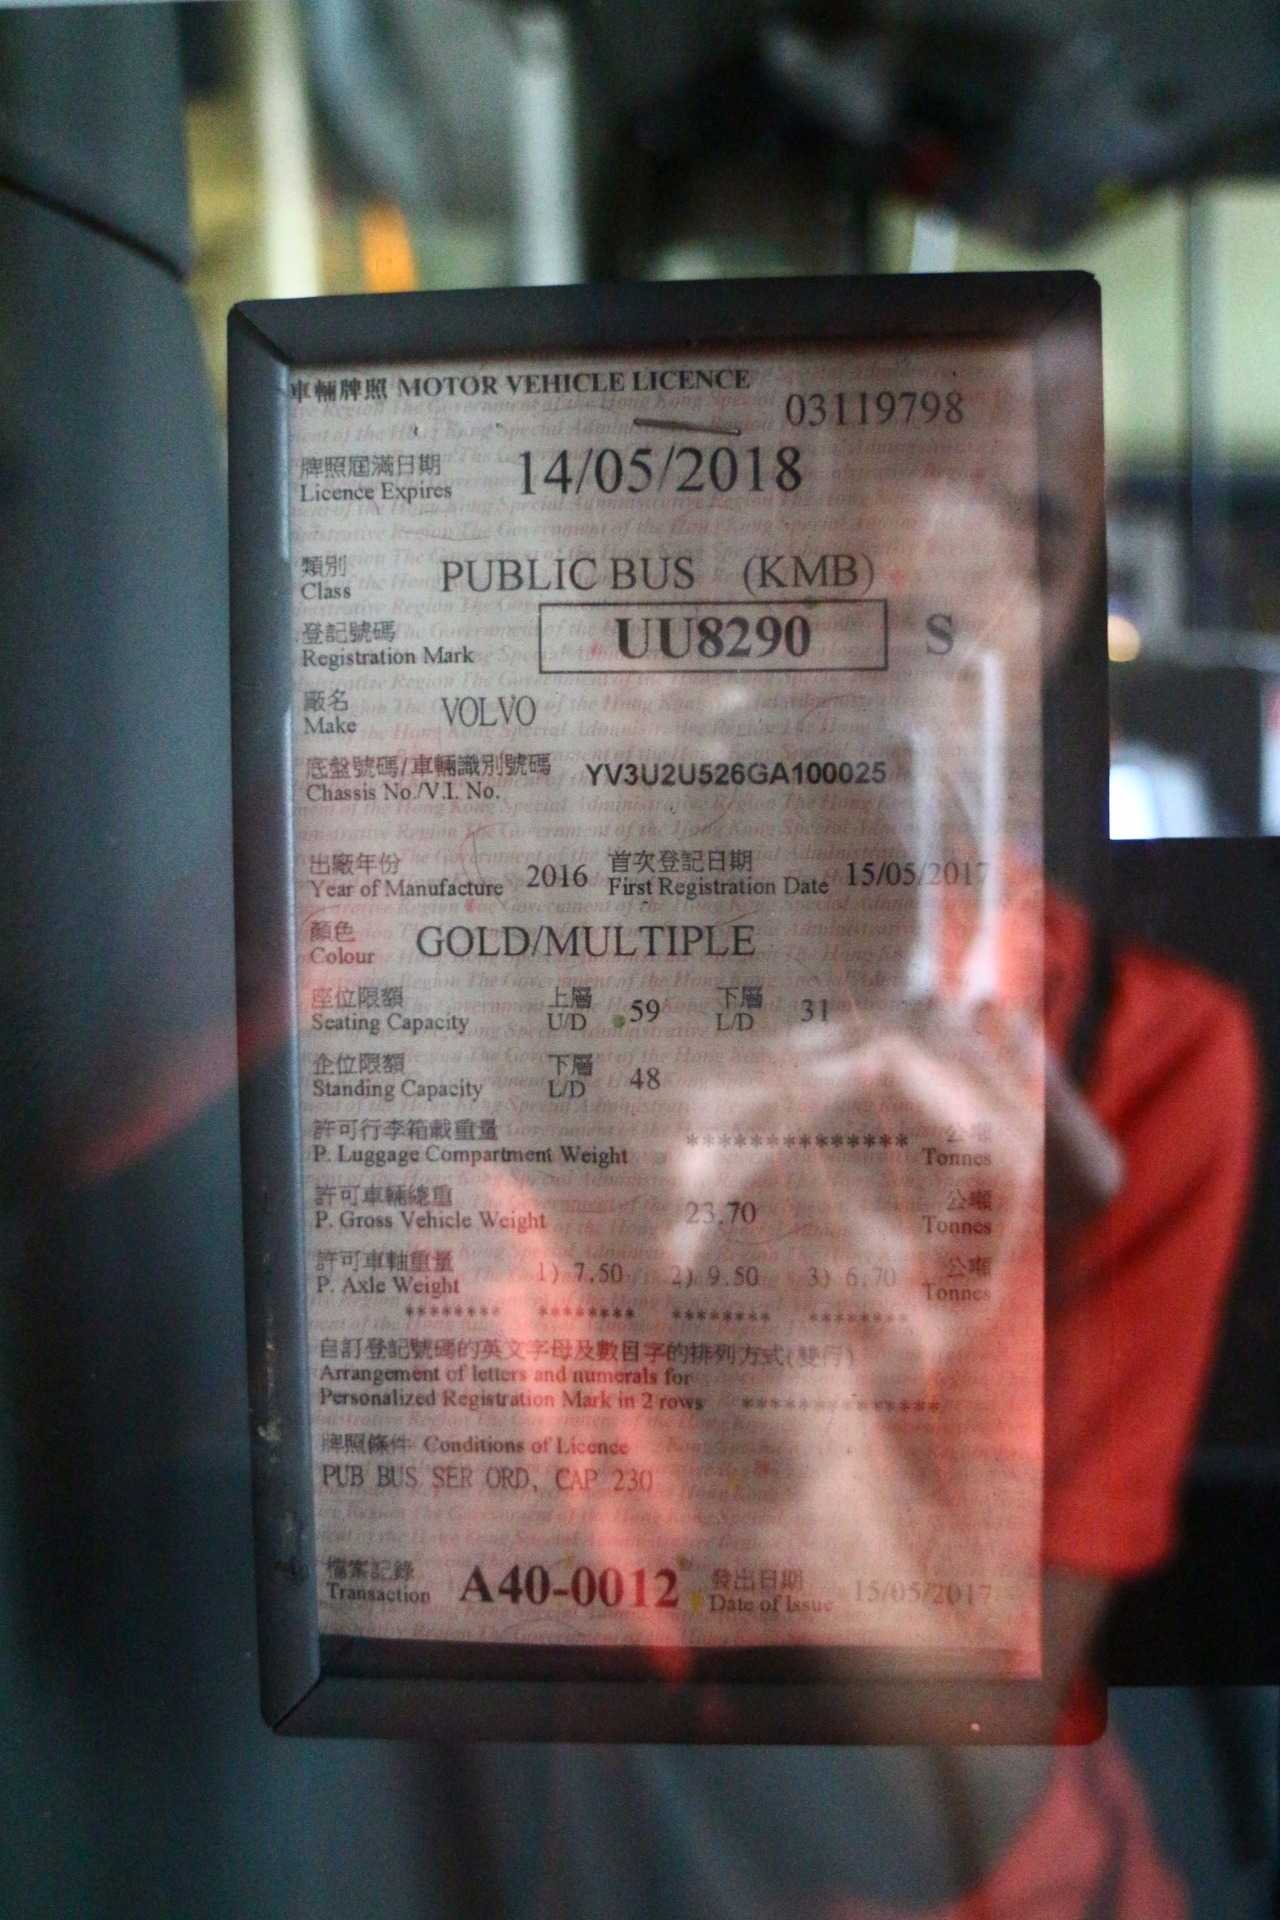 車輛牌照 MOTOR VEHICLE LICENCE
03119798
牌照屆滿日期
Licence Expires
14/05/2018
類別
Class
PUBLIC BUS (KMB)
登記號碼
Registration Mark
UU8290
S
廠名
Make
VOLVO
底盤號碼/車輛識別號碼
Chassis No./V.I. No.
YV3U2U526GA100025
出廠年份
Year of Manufacture
2016
首次登記日期
First Registration Date
15/05/2017
顏色
Colour
GOLD/MULTIPLE
座位限額
Seating Capacity
上層
U/D
59
下層
L/D
31
企位限額
Standing Capacity
下層
L/D
48
許可行李箱載重量
P. Luggage Compartment Weight
**************
公噸
Tonnes
許可車輛總重
P. Gross Vehicle Weight
23.70
公噸
Tonnes
許可車軸重量
P. Axle Weight
1) 7.50 2) 9.50 3) 6.70
公噸
Tonnes
******** ******** ******** ********
自訂登記號碼的英文字母及數目字的排列方式(雙行)
Arrangement of letters and numerals for
Personalized Registration Mark in 2 rows
**************
牌照條件 Conditions of Licence
PUB BUS SER ORD, CAP 230
檔案記錄
Transaction
A40-0012
發出日期
Date of Issue
15/05/2017